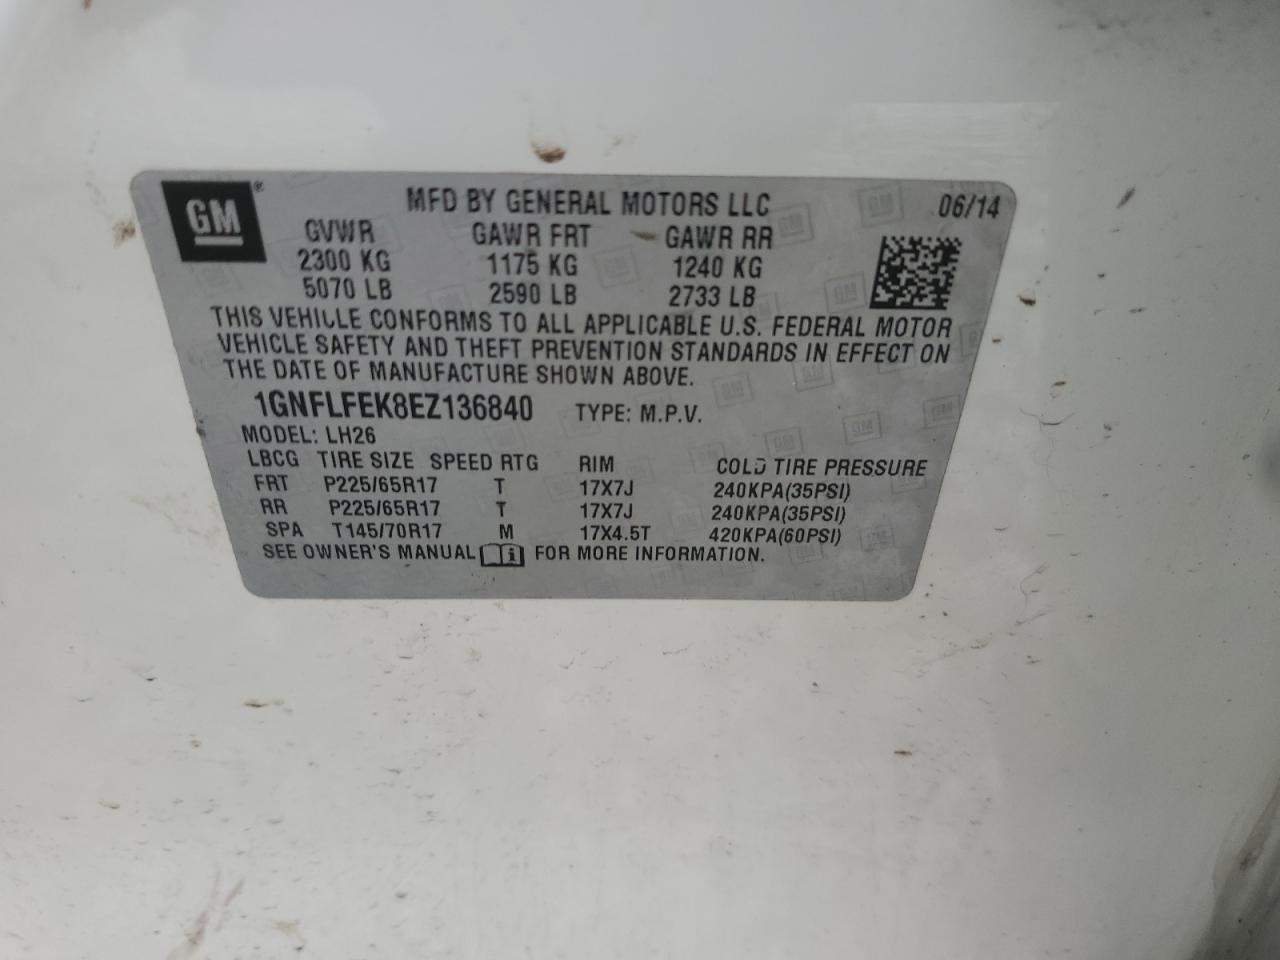 GM®
MFD BY GENERAL MOTORS LLC 06/14
GVWR GAWR FRT GAWR RR
2300 KG 1175 KG 1240 KG
5070 LB 2590 LB 2733 LB
THIS VEHICLE CONFORMS TO ALL APPLICABLE U.S. FEDERAL MOTOR
VEHICLE SAFETY AND THEFT PREVENTION STANDARDS IN EFFECT ON
THE DATE OF MANUFACTURE SHOWN ABOVE.
1GNFLFEK8EZ136840 TYPE: M.P.V.
MODEL: LH26
LBCG TIRE SIZE SPEED RTG RIM COLD TIRE PRESSURE
FRT P225/65R17 T 17X7J 240KPA(35PSI)
RR P225/65R17 T 17X7J 240KPA(35PSI)
SPA T145/70R17 M 17X4.5T 420KPA(60PSI)
SEE OWNER'S MANUAL i FOR MORE INFORMATION.